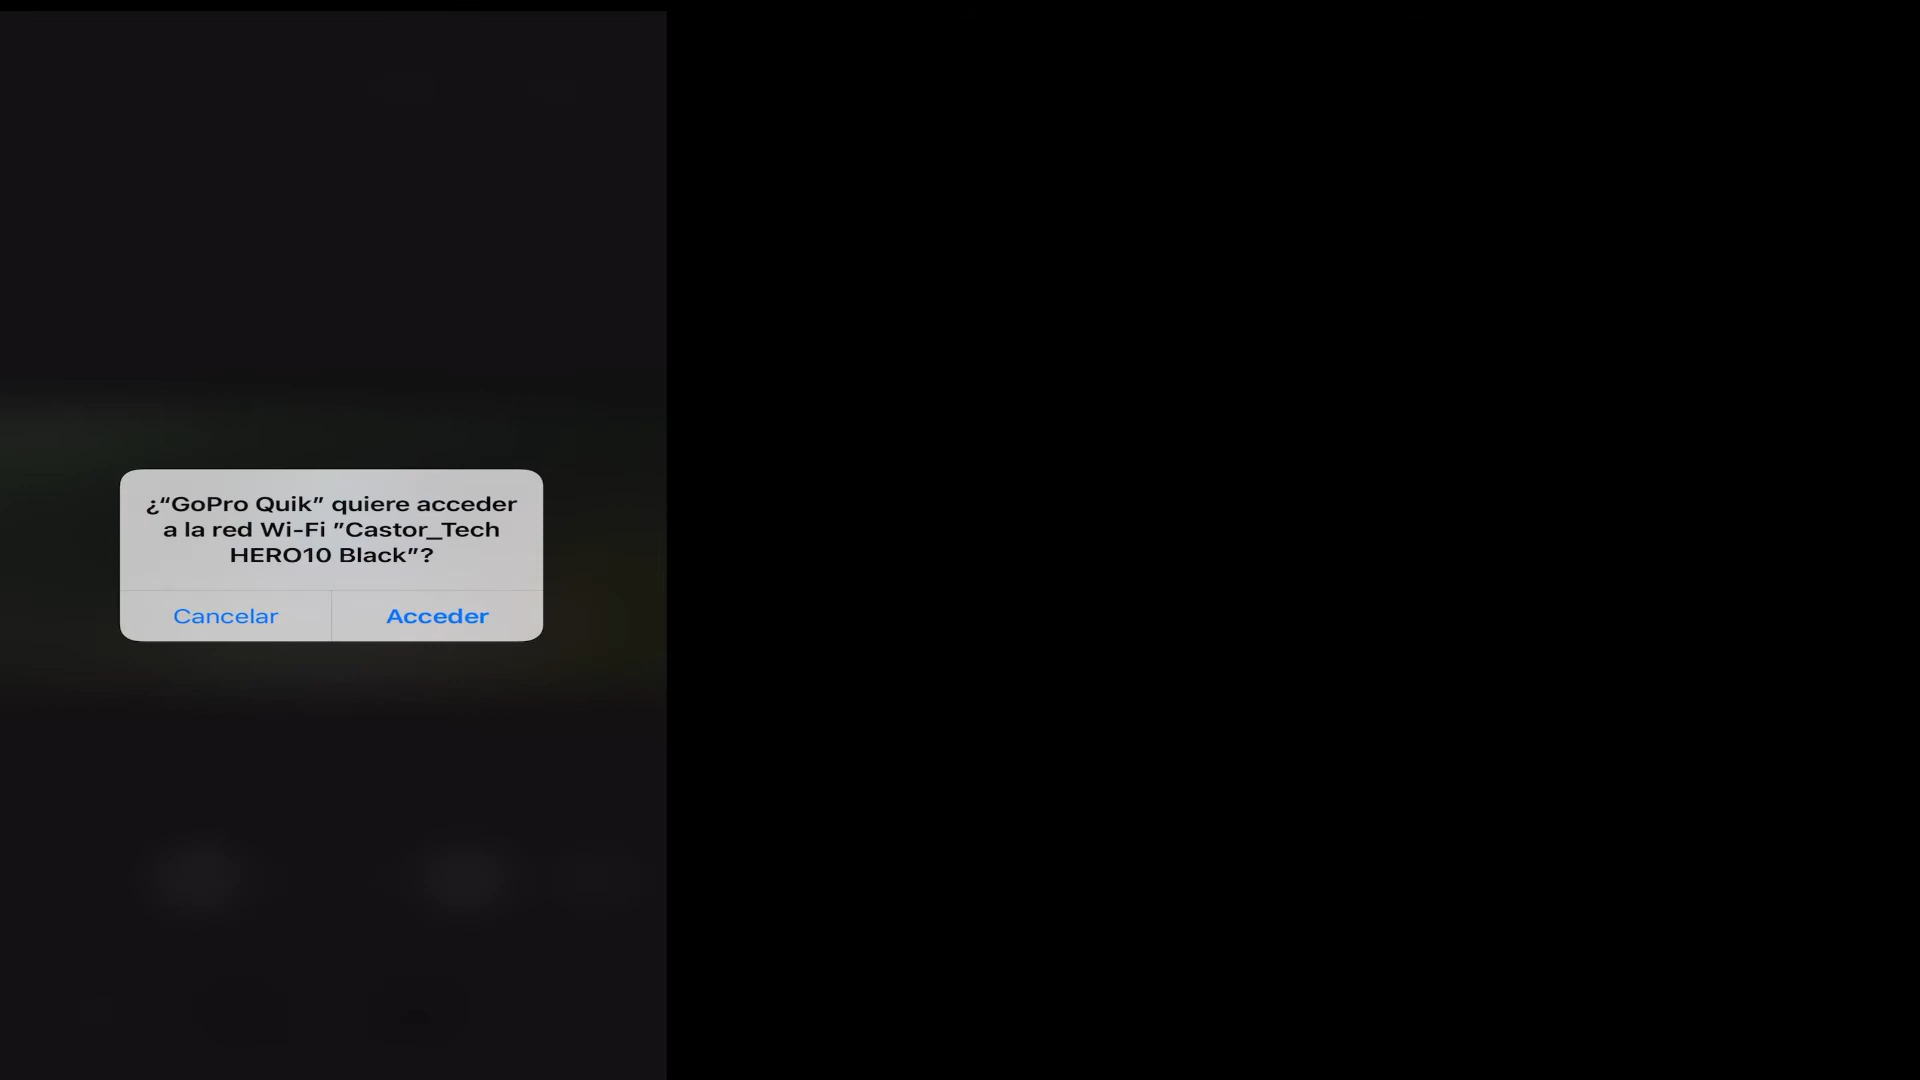 ¿“GoPro Quik” quiere acceder
a la red Wi-Fi "Castor_Tech
HERO10 Black"?
Cancelar
Acceder